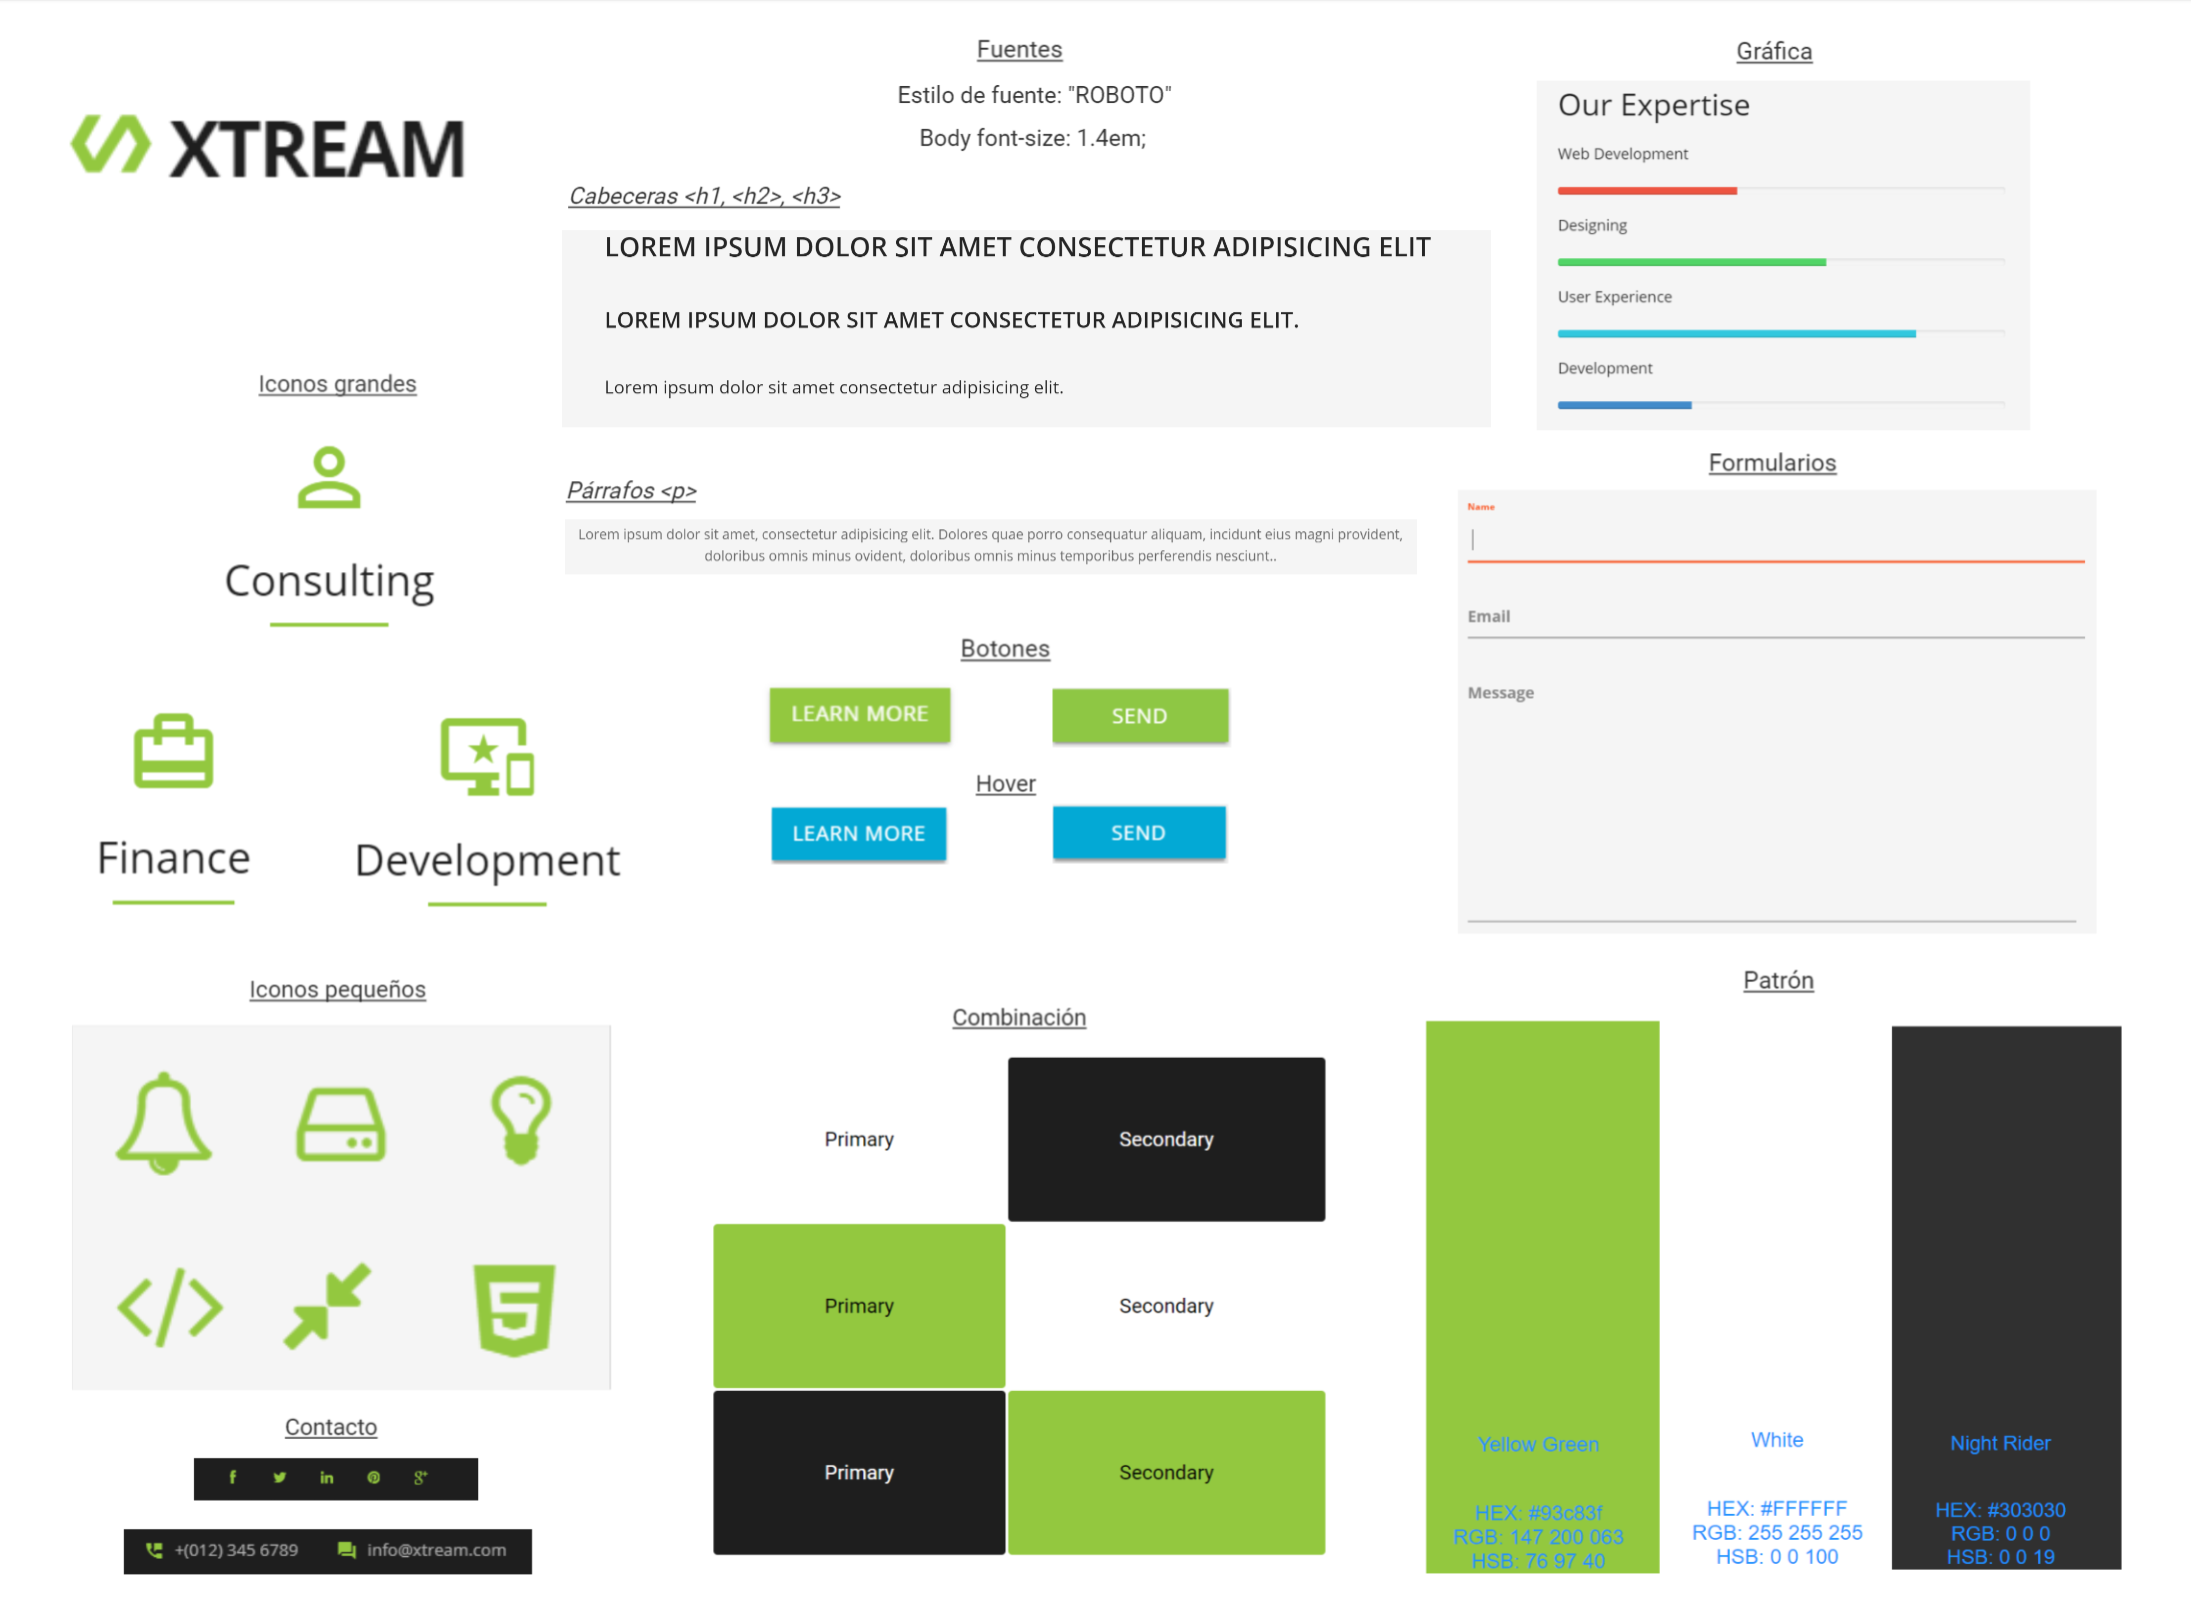 XTREAM
Iconos grandes
Consulting
Finance
Development
Iconos pequeños
Contacto
f in g+
+(012) 345 6789 info@xtream.com
Fuentes
Estilo de fuente: "ROBOTO"
Body font-size: 1.4em;
Cabeceras <h1, <h2>, <h3>
LOREM IPSUM DOLOR SIT AMET CONSECTETUR ADIPISICING ELIT
LOREM IPSUM DOLOR SIT AMET CONSECTETUR ADIPISICING ELIT.
Lorem ipsum dolor sit amet consectetur adipisicing elit.
Párrafos <p>
Lorem ipsum dolor sit amet, consectetur adipisicing elit. Dolores quae porro consequatur aliquam, incidunt eius magni provident,
doloribus omnis minus ovident, doloribus omnis minus temporibus perferendis nesciunt..
Botones
LEARN MORE SEND
Hover
LEARN MORE SEND
Combinación
Primary Secondary
Primary Secondary
Primary Secondary
Gráfica
Our Expertise
Web Development
Designing
User Experience
Development
Formularios
Name
Email
Message
Patrón
Yellow Green
HEX: #93c83f
RGB: 147 200 063
HSB: 76 97 40
White
HEX: #FFFFFF
RGB: 255 255 255
HSB: 0 0 100
Night Rider
HEX: #303030
RGB: 0 0 0
HSB: 0 0 19